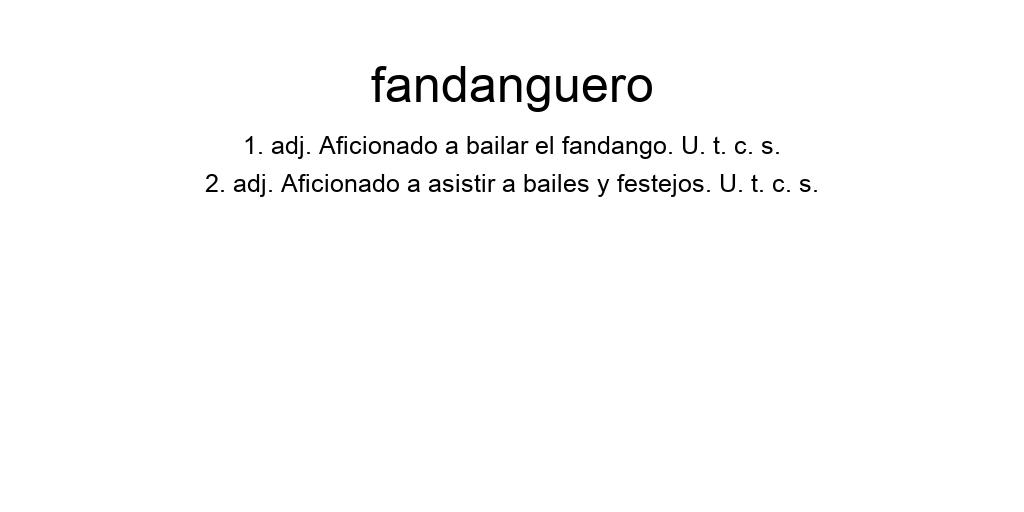 fandanguero
1. adj. Aficionado a bailar el fandango. U. t. c. s.
2. adj. Aficionado a asistir a bailes y festejos. U. t. c. s.